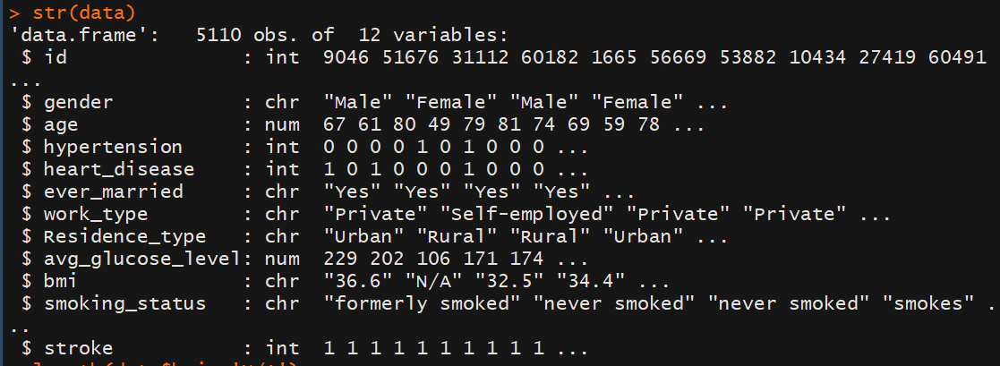 > str(data)
'data.frame':   5110 obs. of  12 variables:
 $ id               : int  9046 51676 31112 60182 1665 56669 53882 10434 27419 60491
...
 $ gender           : chr  "Male" "Female" "Male" "Female" ...
 $ age              : num  67 61 80 49 79 81 74 69 59 78 ...
 $ hypertension     : int  0 0 0 0 1 0 1 0 0 0 ...
 $ heart_disease    : int  1 0 1 0 0 0 1 0 0 0 ...
 $ ever_married     : chr  "Yes" "Yes" "Yes" "Yes" ...
 $ work_type        : chr  "Private" "Self-employed" "Private" "Private" ...
 $ Residence_type   : chr  "Urban" "Rural" "Rural" "Urban" ...
 $ avg_glucose_level: num  229 202 106 171 174 ...
 $ bmi              : chr  "36.6" "N/A" "32.5" "34.4" ...
 $ smoking_status   : chr  "formerly smoked" "never smoked" "never smoked" "smokes" .
..
 $ stroke           : int  1 1 1 1 1 1 1 1 1 1 ...